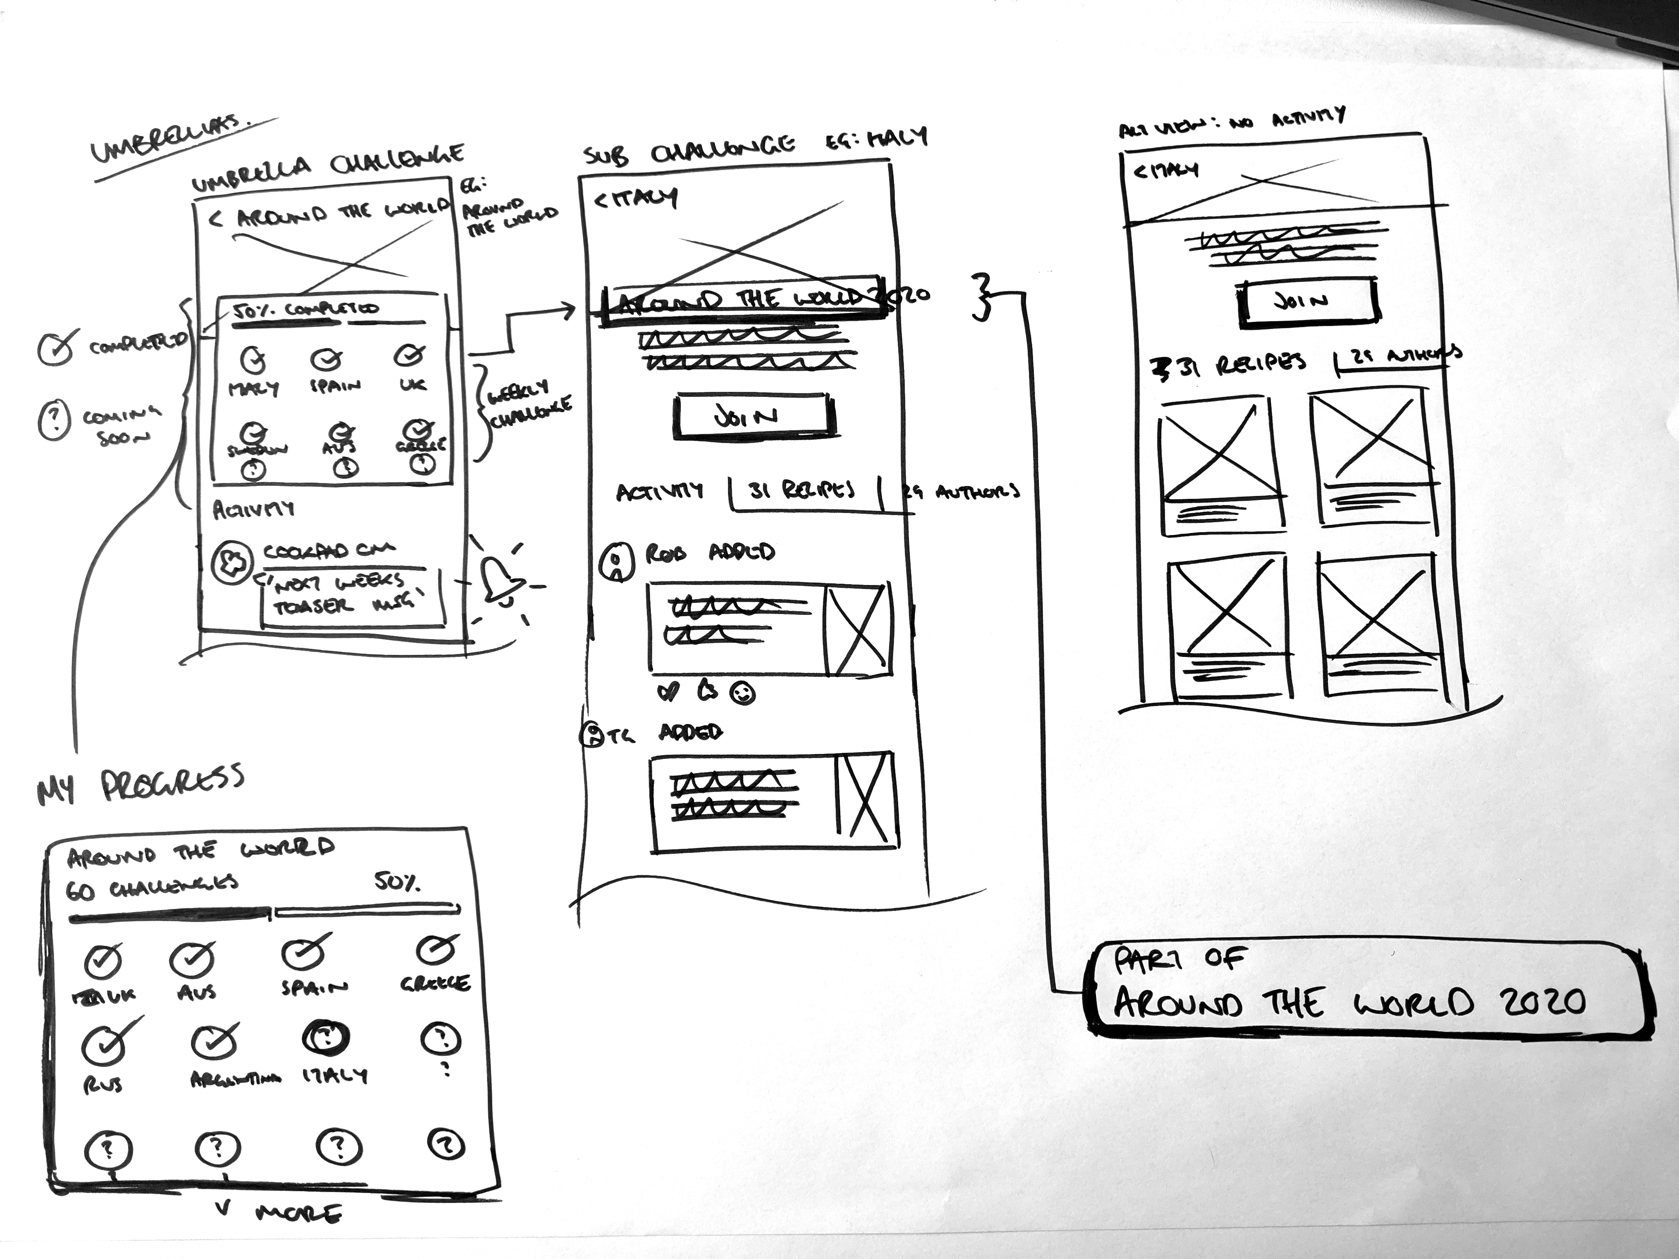 UMBRELLAS.
UMBRELLA CHALLENGE
EG:
AROUND
THE WORLD
< AROUND THE WORLD
50% COMPLETED
ITALY SPAIN UK
SWEDEN AUS GREECE
? ? ?
COMPLETED
? COMING
SOON
WEEKLY
CHALLENGE
ACTIVITY
COOKPAD CM
"NEXT WEEKS
TEASER MSG'
SUB CHALLENGE EG: ITALY
< ITALY
AROUND THE WORLD 2020
JOIN
ACTIVITY 31 RECIPES 29 AUTHORS
ROB ADDED
TG ADDED
ALT VIEW: NO ACTIVITY
< ITALY
JOIN
31 RECIPES 29 AUTHORS
PART OF
AROUND THE WORLD 2020
MY PROGRESS
AROUND THE WORLD
60 CHALLENGES 50%
UK AUS SPAIN GREECE
? ?
RUS ARGENTINA ITALY ?
? ? ? ?
V MORE